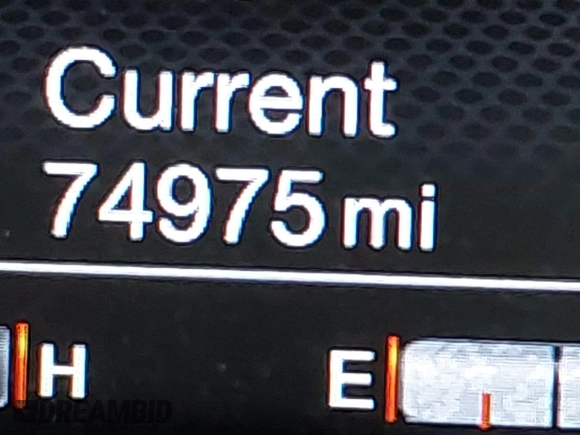 Current
74975 mi
H E
DREAMBID